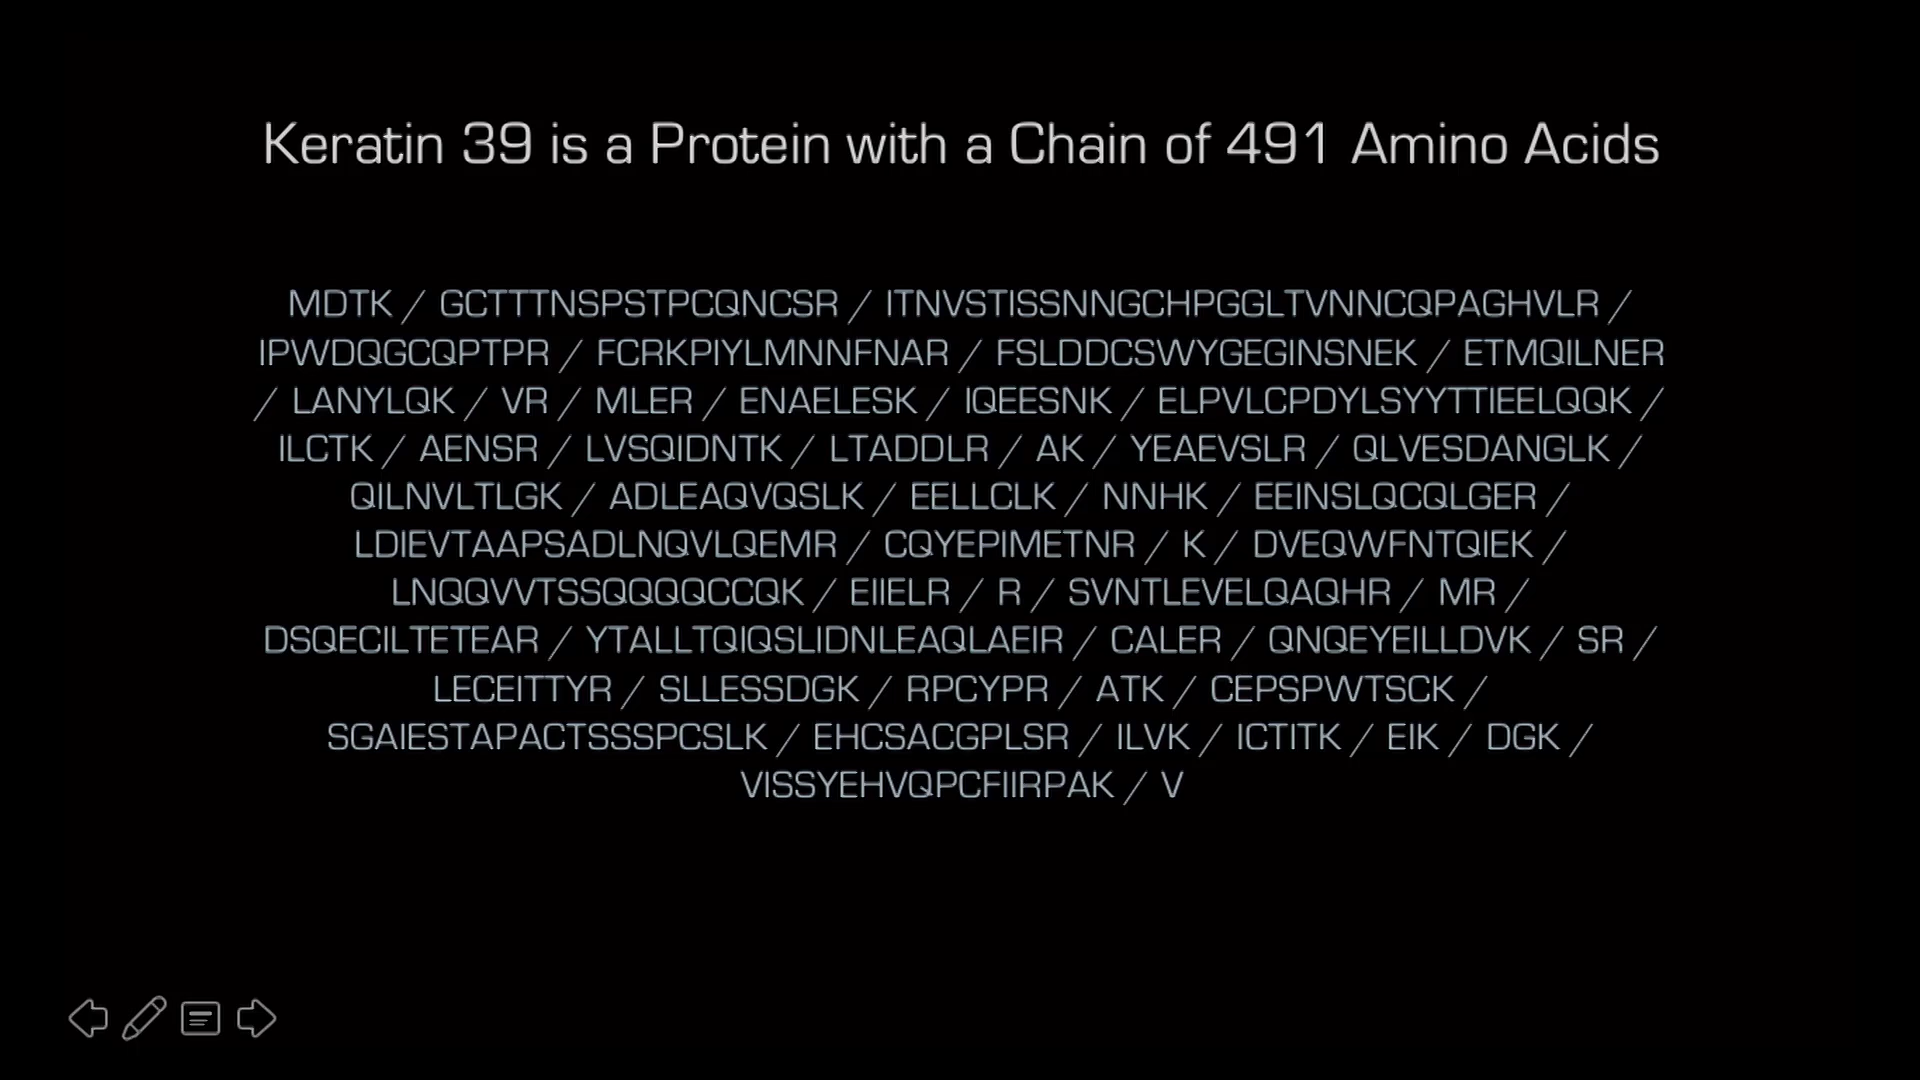 Keratin 39 is a Protein with a Chain of 491 Amino Acids
MDTK / GCTTTNSPSTPCQNCSR / ITNVSTISSNNGCHPGGLTVNNCQPAGHVLR /
IPWDQGCQPTPR / FCRKPIYLMNNFNAR / FSLDDCSWYGEGINSNEK / ETMQILNER
/ LANYLQK / VR / MLER / ENAELESK / IQEESNK / ELPVLCPDYLSYYTTIEELQQK /
ILCTK / AENSR / LVSQIDNTK / LTADDLR / AK / YEAEVSLR / QLVESDANGLK /
QILNVLTLGK / ADLEAQVQSLK / EELLCLK / NNHK / EEINSLQCQLGER /
LDIEVTAAPSADLNQVLQEMR / CQYEPIMETNR / K / DVEQWFNTQIEK /
LNQQVVTSSQQQQCCQK / EIIELR / R / SVNTLEVELQAQHR / MR /
DSQECILTETEAR / YTALLTQIQSLIDNLEAQLAEIR / CALER / QNQEYEILLDVK / SR /
LECEITTYR / SLLESSDGK / RPCYPR / ATK / CEPSPWTSCK /
SGAIESTAPACTSSSPCSLK / EHCSACGPLSR / ILVK / ICTITK / EIK / DGK /
VISSYEHVQPCFIIRPAK / V